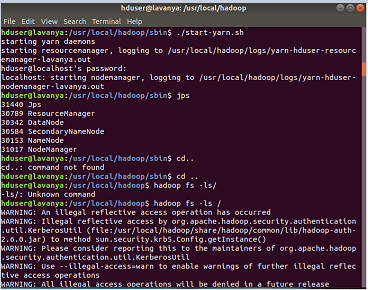 hduser@lavanya: /usr/local/hadoop
File Edit View Search Terminal Help
hduser@lavanya:/usr/local/hadoop/sbin$ ./start-yarn.sh
starting yarn daemons
starting resourcemanager, logging to /usr/local/hadoop/logs/yarn-hduser-resourc
emanager-lavanya.out
hduser@localhost's password:
localhost: starting nodemanager, logging to /usr/local/hadoop/logs/yarn-hduser-
nodemanager-lavanya.out
hduser@lavanya:/usr/local/hadoop/sbin$ jps
31440 Jps
30789 ResourceManager
30342 DataNode
30584 SecondaryNameNode
30153 NameNode
31017 NodeManager
hduser@lavanya:/usr/local/hadoop/sbin$ cd..
cd..: command not found
hduser@lavanya:/usr/local/hadoop/sbin$ cd ..
hduser@lavanya:/usr/local/hadoop$ hadoop fs -ls/
-ls/: Unknown command
hduser@lavanya:/usr/local/hadoop$ hadoop fs -ls /
WARNING: An illegal reflective access operation has occurred
WARNING: Illegal reflective access by org.apache.hadoop.security.authentication
.util.KerberosUtil (file:/usr/local/hadoop/share/hadoop/common/lib/hadoop-auth-
2.6.0.jar) to method sun.security.krb5.Config.getInstance()
WARNING: Please consider reporting this to the maintainers of org.apache.hadoop
.security.authentication.util.KerberosUtil
WARNING: Use --illegal-access=warn to enable warnings of further illegal reflec
tive access operations
WARNING: All illegal access operations will be denied in a future release